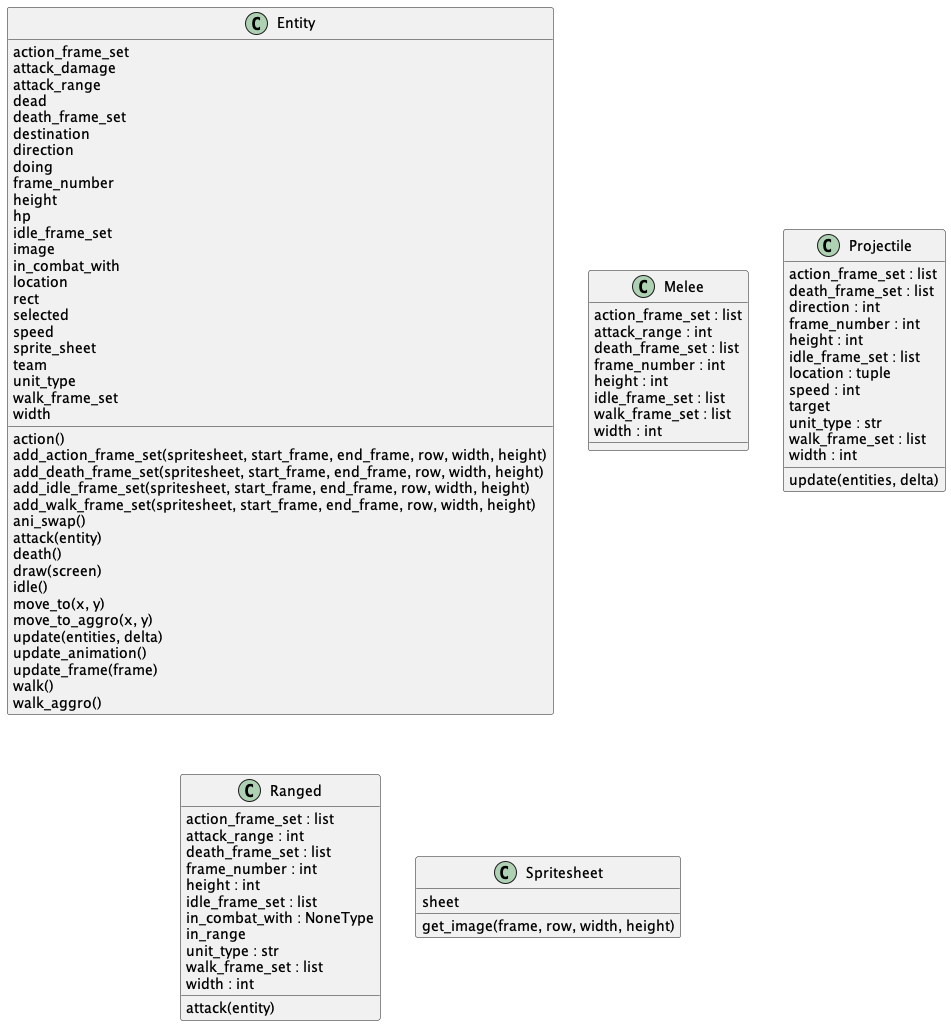 C Entity
action_frame_set
attack_damage
attack_range
dead
death_frame_set
destination
direction
doing
frame_number
height
hp
idle_frame_set
image
in_combat_with
location
rect
selected
speed
sprite_sheet
team
unit_type
walk_frame_set
width
action()
add_action_frame_set(spritesheet, start_frame, end_frame, row, width, height)
add_death_frame_set(spritesheet, start_frame, end_frame, row, width, height)
add_idle_frame_set(spritesheet, start_frame, end_frame, row, width, height)
add_walk_frame_set(spritesheet, start_frame, end_frame, row, width, height)
ani_swap()
attack(entity)
death()
draw(screen)
idle()
move_to(x, y)
move_to_aggro(x, y)
update(entities, delta)
update_animation()
update_frame(frame)
walk()
walk_aggro()
C Melee
action_frame_set : list
attack_range : int
death_frame_set : list
frame_number : int
height : int
idle_frame_set : list
walk_frame_set : list
width : int
C Projectile
action_frame_set : list
death_frame_set : list
direction : int
frame_number : int
height : int
idle_frame_set : list
location : tuple
speed : int
target
unit_type : str
walk_frame_set : list
width : int
update(entities, delta)
C Ranged
action_frame_set : list
attack_range : int
death_frame_set : list
frame_number : int
height : int
idle_frame_set : list
in_combat_with : NoneType
in_range
unit_type : str
walk_frame_set : list
width : int
attack(entity)
C Spritesheet
sheet
get_image(frame, row, width, height)